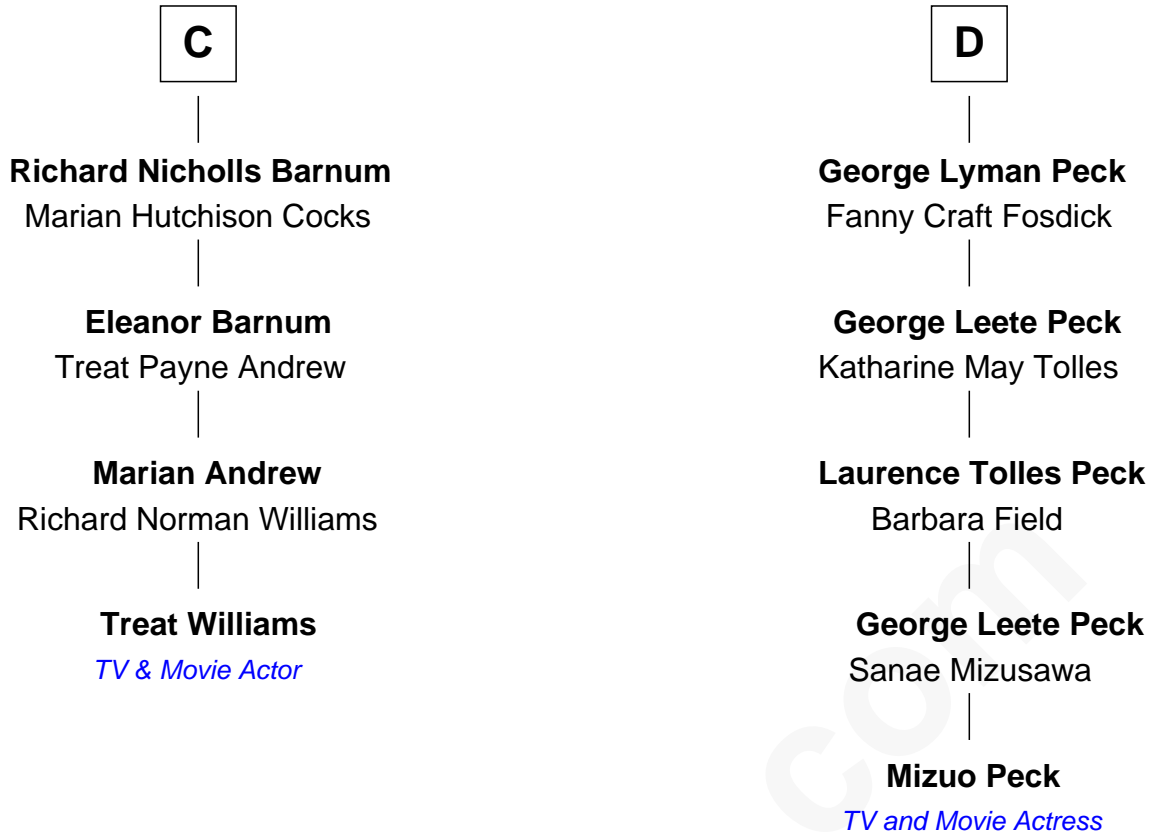 C
Richard Nicholls Barnum
Marian Hutchison Cocks
Eleanor Barnum
Treat Payne Andrew
Marian Andrew
Richard Norman Williams
Treat Williams
TV & Movie Actor
D
George Lyman Peck
Fanny Craft Fosdick
George Leete Peck
Katharine May Tolles
Laurence Tolles Peck
Barbara Field
George Leete Peck
Sanae Mizusawa
Mizuo Peck
TV and Movie Actress
com